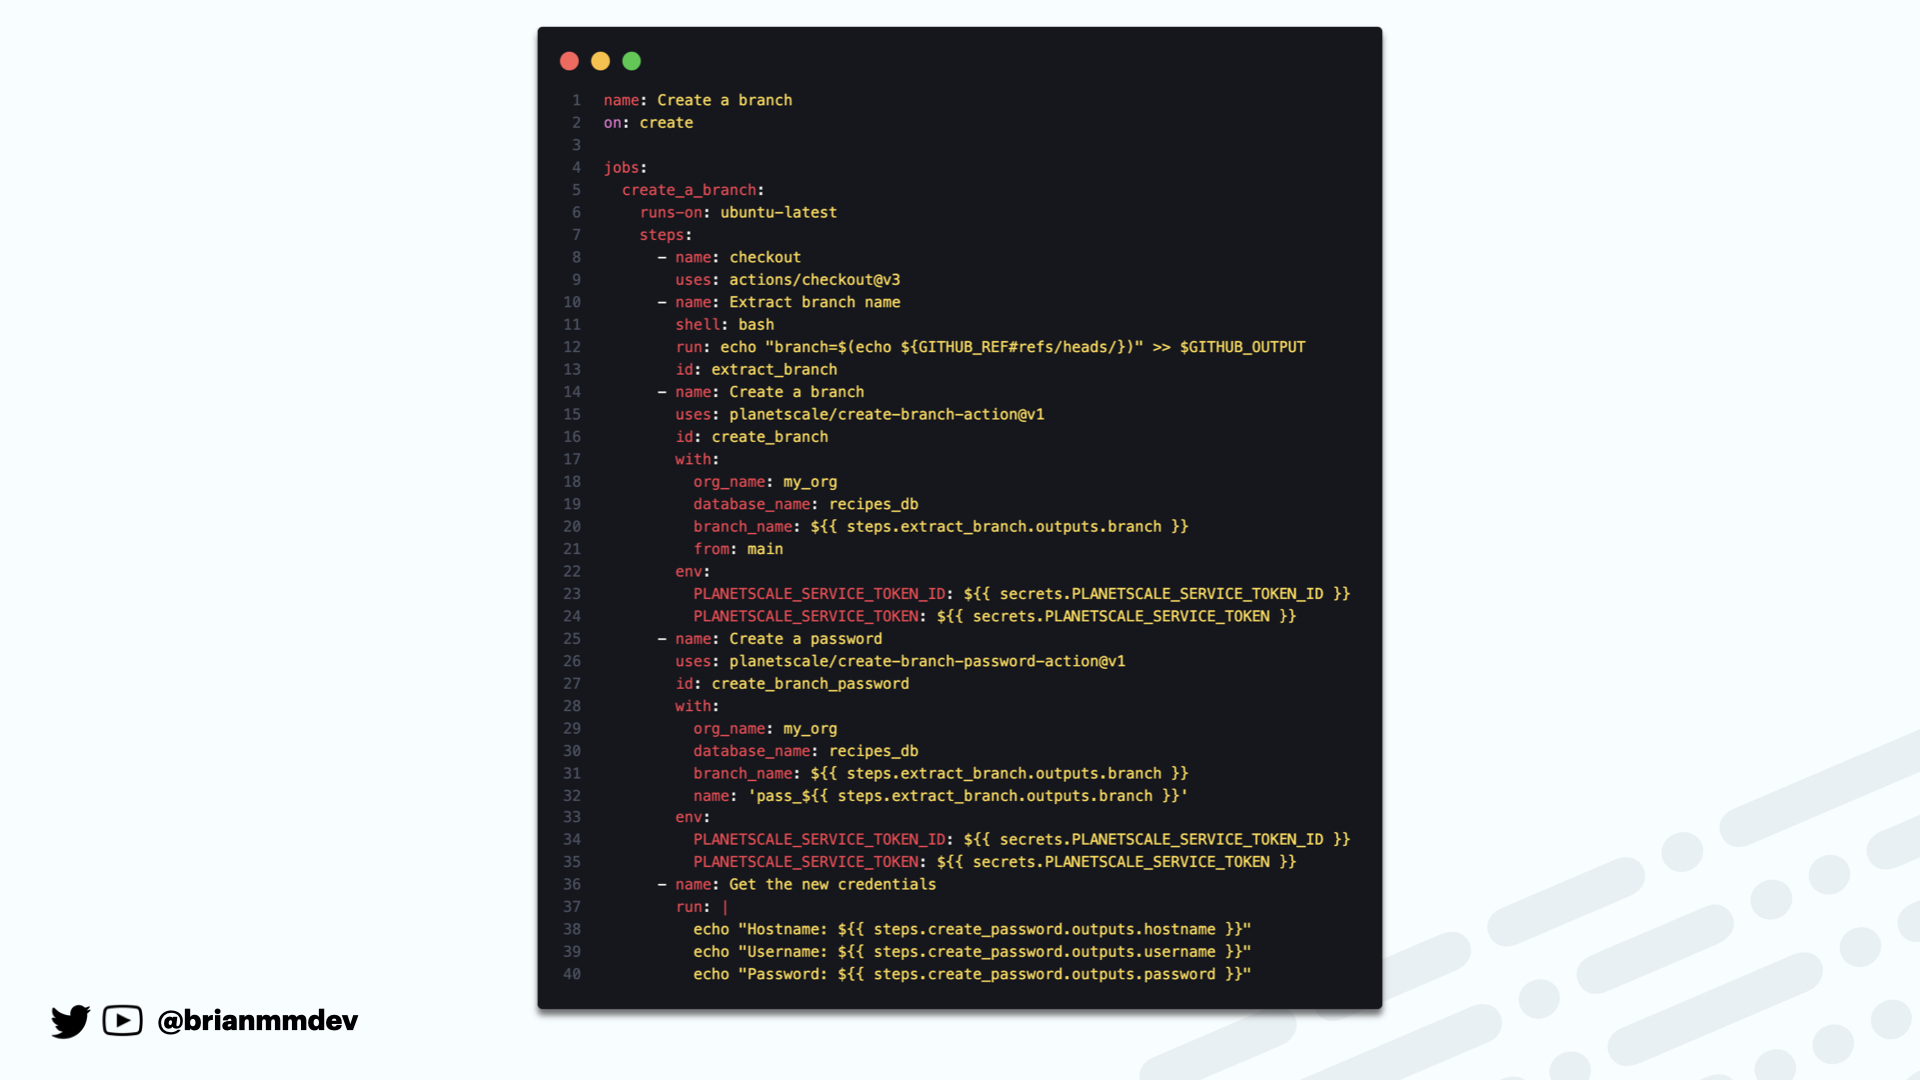 1 name: Create a branch
2 on: create
3
4 jobs:
5   create_a_branch:
6     runs-on: ubuntu-latest
7     steps:
8       - name: checkout
9         uses: actions/checkout@v3
10       - name: Extract branch name
11         shell: bash
12         run: echo "branch=$(echo ${GITHUB_REF#refs/heads/})" >> $GITHUB_OUTPUT
13         id: extract_branch
14       - name: Create a branch
15         uses: planetscale/create-branch-action@v1
16         id: create_branch
17         with:
18           org_name: my_org
19           database_name: recipes_db
20           branch_name: ${{ steps.extract_branch.outputs.branch }}
21           from: main
22         env:
23           PLANETSCALE_SERVICE_TOKEN_ID: ${{ secrets.PLANETSCALE_SERVICE_TOKEN_ID }}
24           PLANETSCALE_SERVICE_TOKEN: ${{ secrets.PLANETSCALE_SERVICE_TOKEN }}
25       - name: Create a password
26         uses: planetscale/create-branch-password-action@v1
27         id: create_branch_password
28         with:
29           org_name: my_org
30           database_name: recipes_db
31           branch_name: ${{ steps.extract_branch.outputs.branch }}
32           name: 'pass_${{ steps.extract_branch.outputs.branch }}'
33         env:
34           PLANETSCALE_SERVICE_TOKEN_ID: ${{ secrets.PLANETSCALE_SERVICE_TOKEN_ID }}
35           PLANETSCALE_SERVICE_TOKEN: ${{ secrets.PLANETSCALE_SERVICE_TOKEN }}
36       - name: Get the new credentials
37         run: |
38           echo "Hostname: ${{ steps.create_password.outputs.hostname }}"
39           echo "Username: ${{ steps.create_password.outputs.username }}"
40           echo "Password: ${{ steps.create_password.outputs.password }}"
@brianmmdev